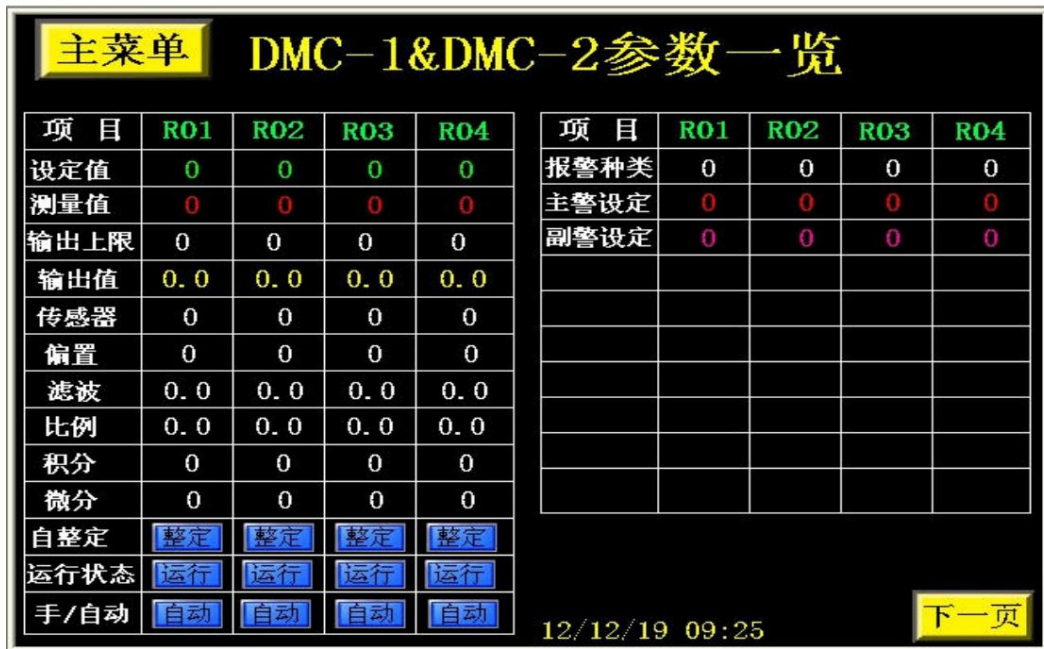 主菜单 DMC-1&DMC-2参数一览
项 目 RO1 RO2 RO3 RO4
设定值 0 0 0 0
测量值 0 0 0 0
输出上限 0 0 0 0
输出值 0.0 0.0 0.0 0.0
传感器 0 0 0 0
偏置 0 0 0 0
滤波 0.0 0.0 0.0 0.0
比例 0.0 0.0 0.0 0.0
积分 0 0 0 0
微分 0 0 0 0
自整定 整定 整定 整定 整定
运行状态 运行 运行 运行 运行
手/自动 自动 自动 自动 自动
项 目 RO1 RO2 RO3 RO4
报警种类 0 0 0 0
主警设定 0 0 0 0
副警设定 0 0 0 0
12/12/19 09:25
下一页